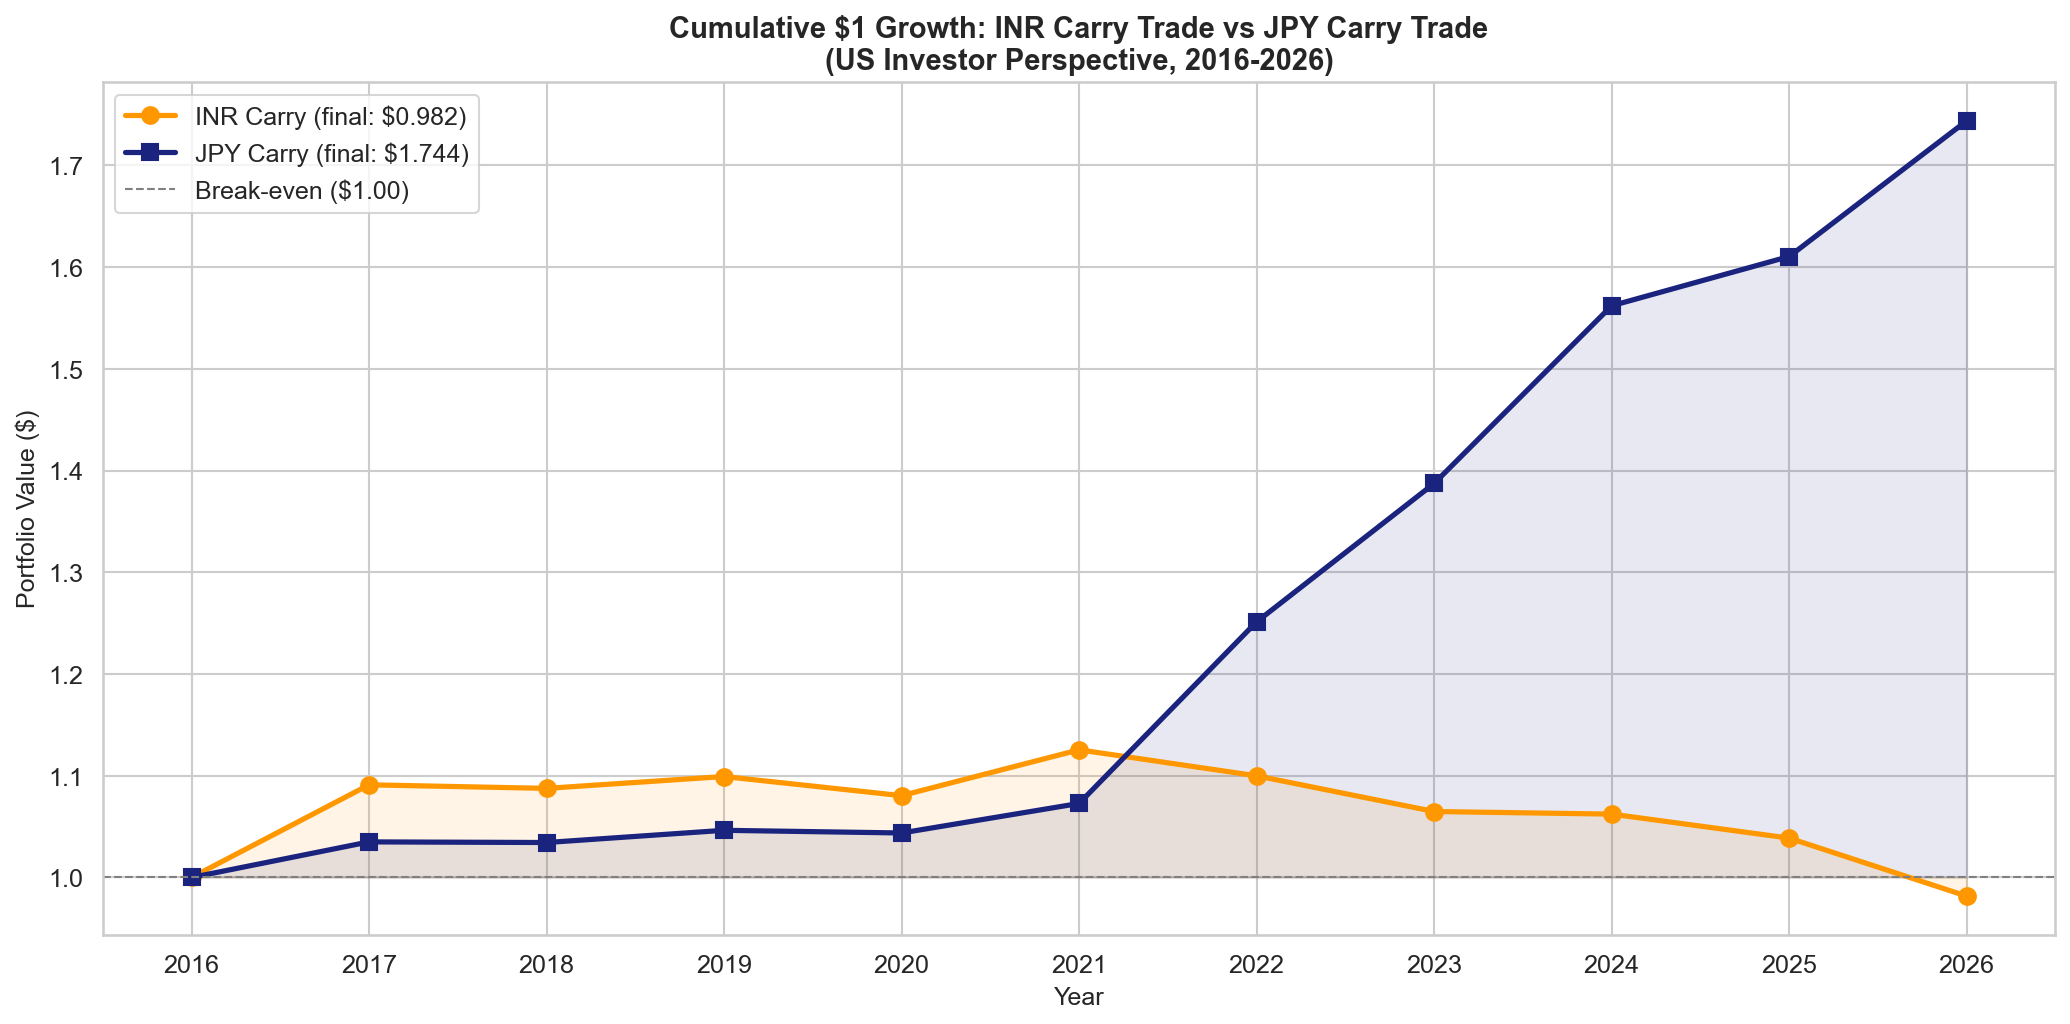 Cumulative $1 Growth: INR Carry Trade vs JPY Carry Trade
(US Investor Perspective, 2016-2026)
INR Carry (final: $0.982)
JPY Carry (final: $1.744)
Break-even ($1.00)
Portfolio Value ($)
1.7
1.6
1.5
1.4
1.3
1.2
1.1
1.0
2016 2017 2018 2019 2020 2021 2022 2023 2024 2025 2026
Year